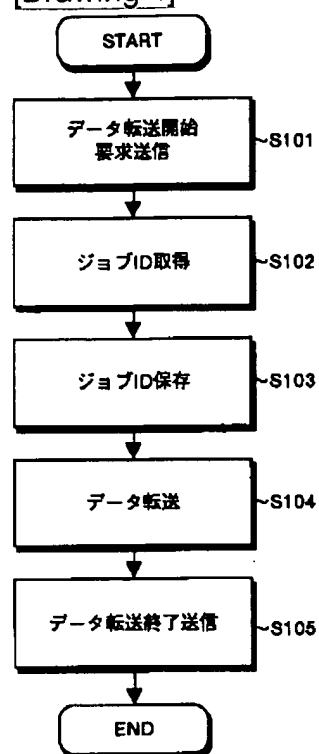 START
データ転送開始
要求送信
~S101
ジョブID取得
~S102
ジョブID保存
~S103
データ転送
~S104
データ転送終了送信
~S105
END